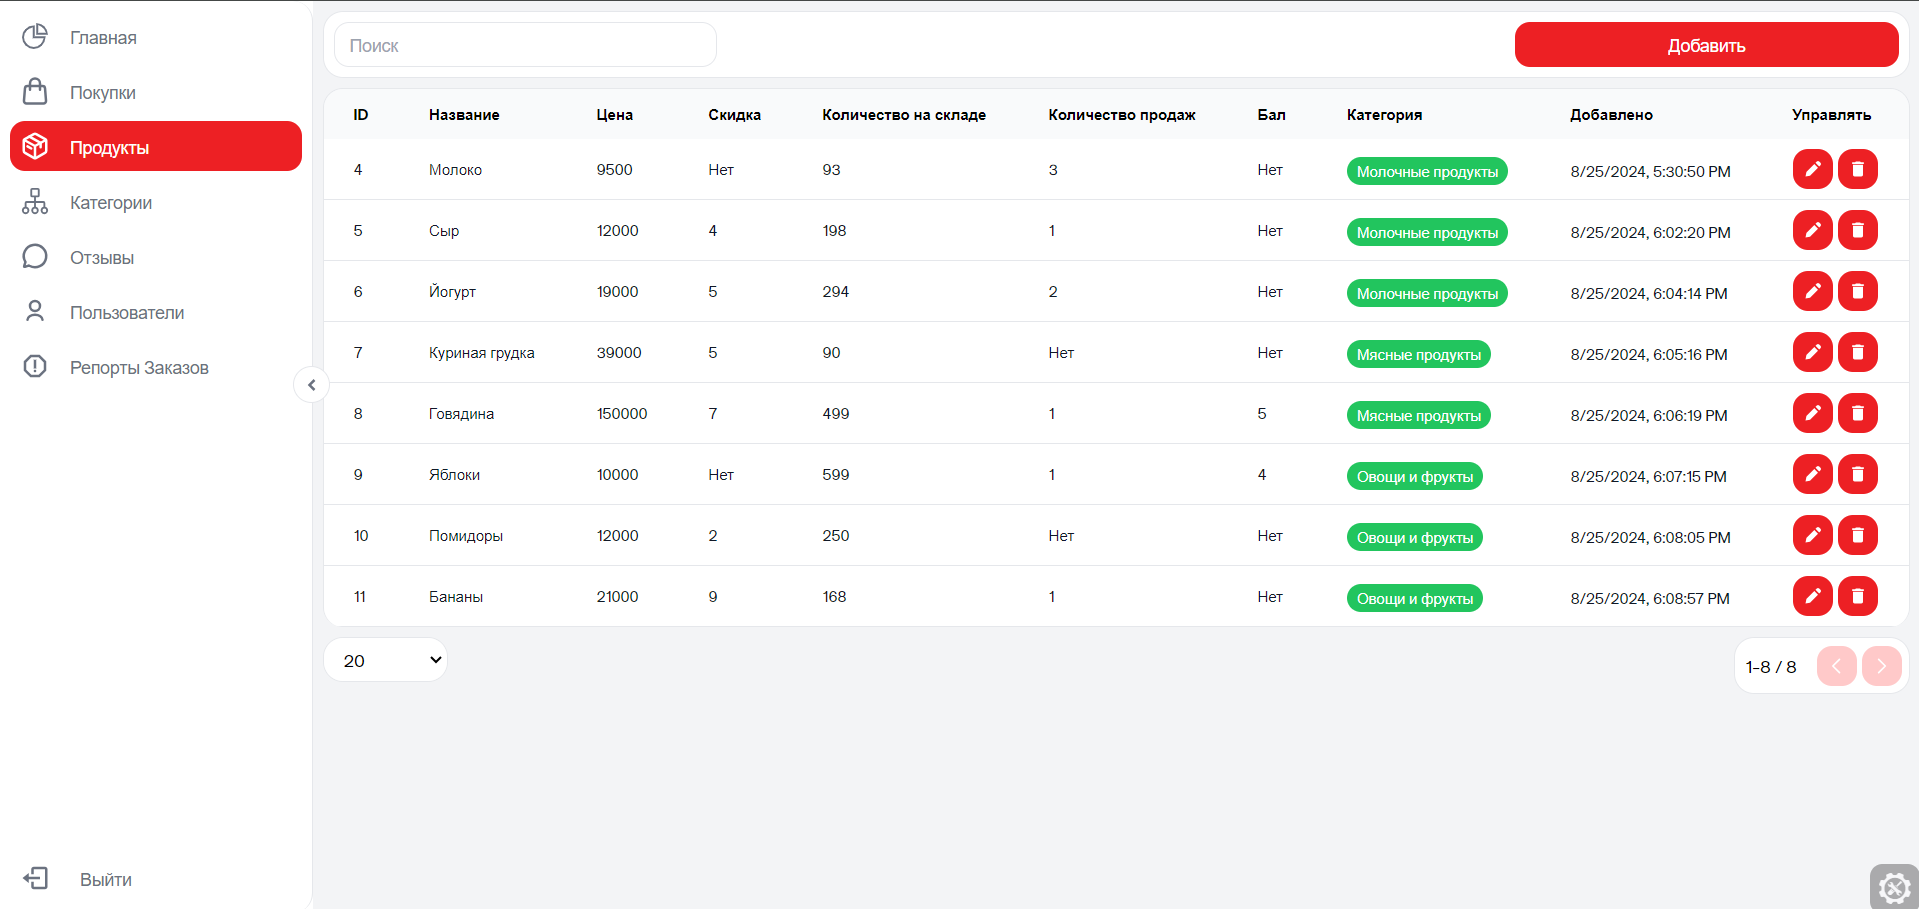 Главная
Покупки
Продукты
Категории
Отзывы
Пользователи
Репорты Заказов
Выйти
Поиск
Добавить
ID Название Цена Скидка Количество на складе Количество продаж Бал Категория Добавлено Управлять
4 Молоко 9500 Нет 93 3 Нет Молочные продукты 8/25/2024, 5:30:50 PM
5 Сыр 12000 4 198 1 Нет Молочные продукты 8/25/2024, 6:02:20 PM
6 Йогурт 19000 5 294 2 Нет Молочные продукты 8/25/2024, 6:04:14 PM
7 Куриная грудка 39000 5 90 Нет Нет Мясные продукты 8/25/2024, 6:05:16 PM
8 Говядина 150000 7 499 1 5 Мясные продукты 8/25/2024, 6:06:19 PM
9 Яблоки 10000 Нет 599 1 4 Овощи и фрукты 8/25/2024, 6:07:15 PM
10 Помидоры 12000 2 250 Нет Нет Овощи и фрукты 8/25/2024, 6:08:05 PM
11 Бананы 21000 9 168 1 Нет Овощи и фрукты 8/25/2024, 6:08:57 PM
20
1-8 / 8